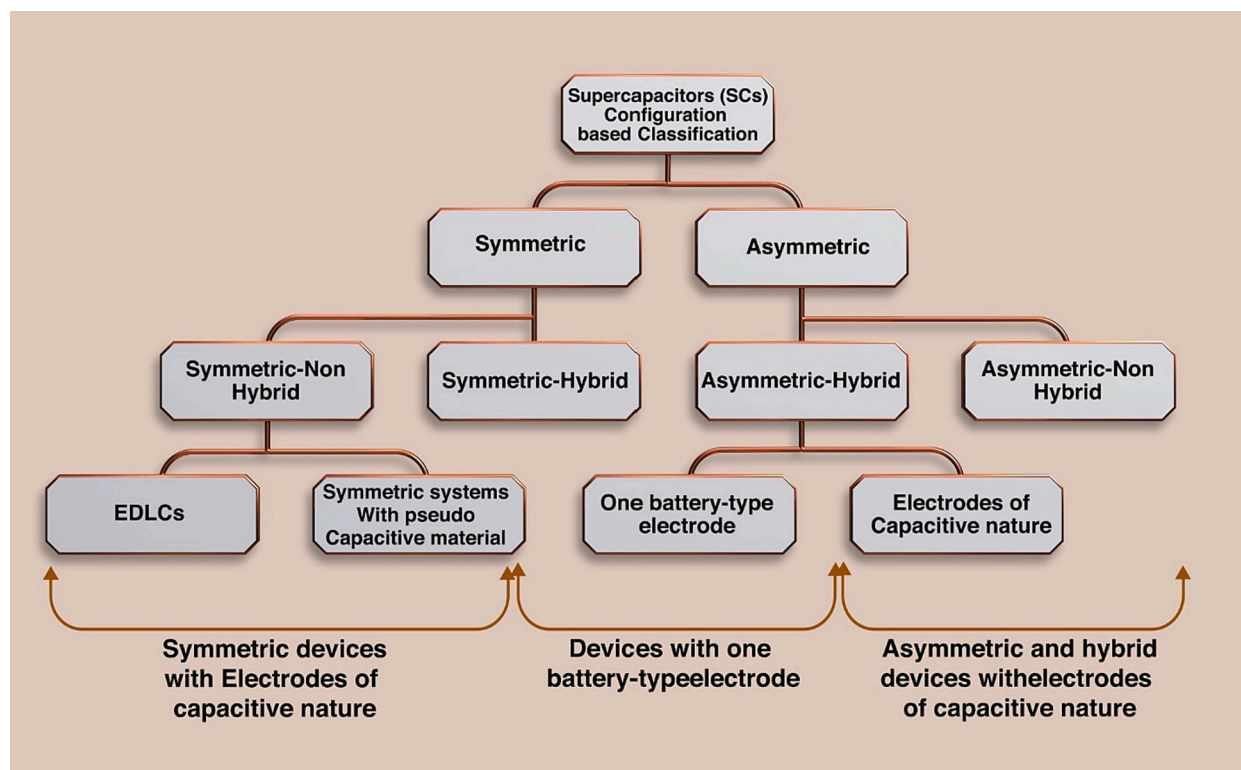 Supercapacitors (SCs)
Configuration
based Classification
Symmetric
Asymmetric
Symmetric-Non
Hybrid
Symmetric-Hybrid
Asymmetric-Hybrid
Asymmetric-Non
Hybrid
EDLCs
Symmetric systems
With pseudo
Capacitive material
One battery-type
electrode
Electrodes of
Capacitive nature
Symmetric devices
with Electrodes of
capacitive nature
Devices with one
battery-typeelectrode
Asymmetric and hybrid
devices withelectrodes
of capacitive nature